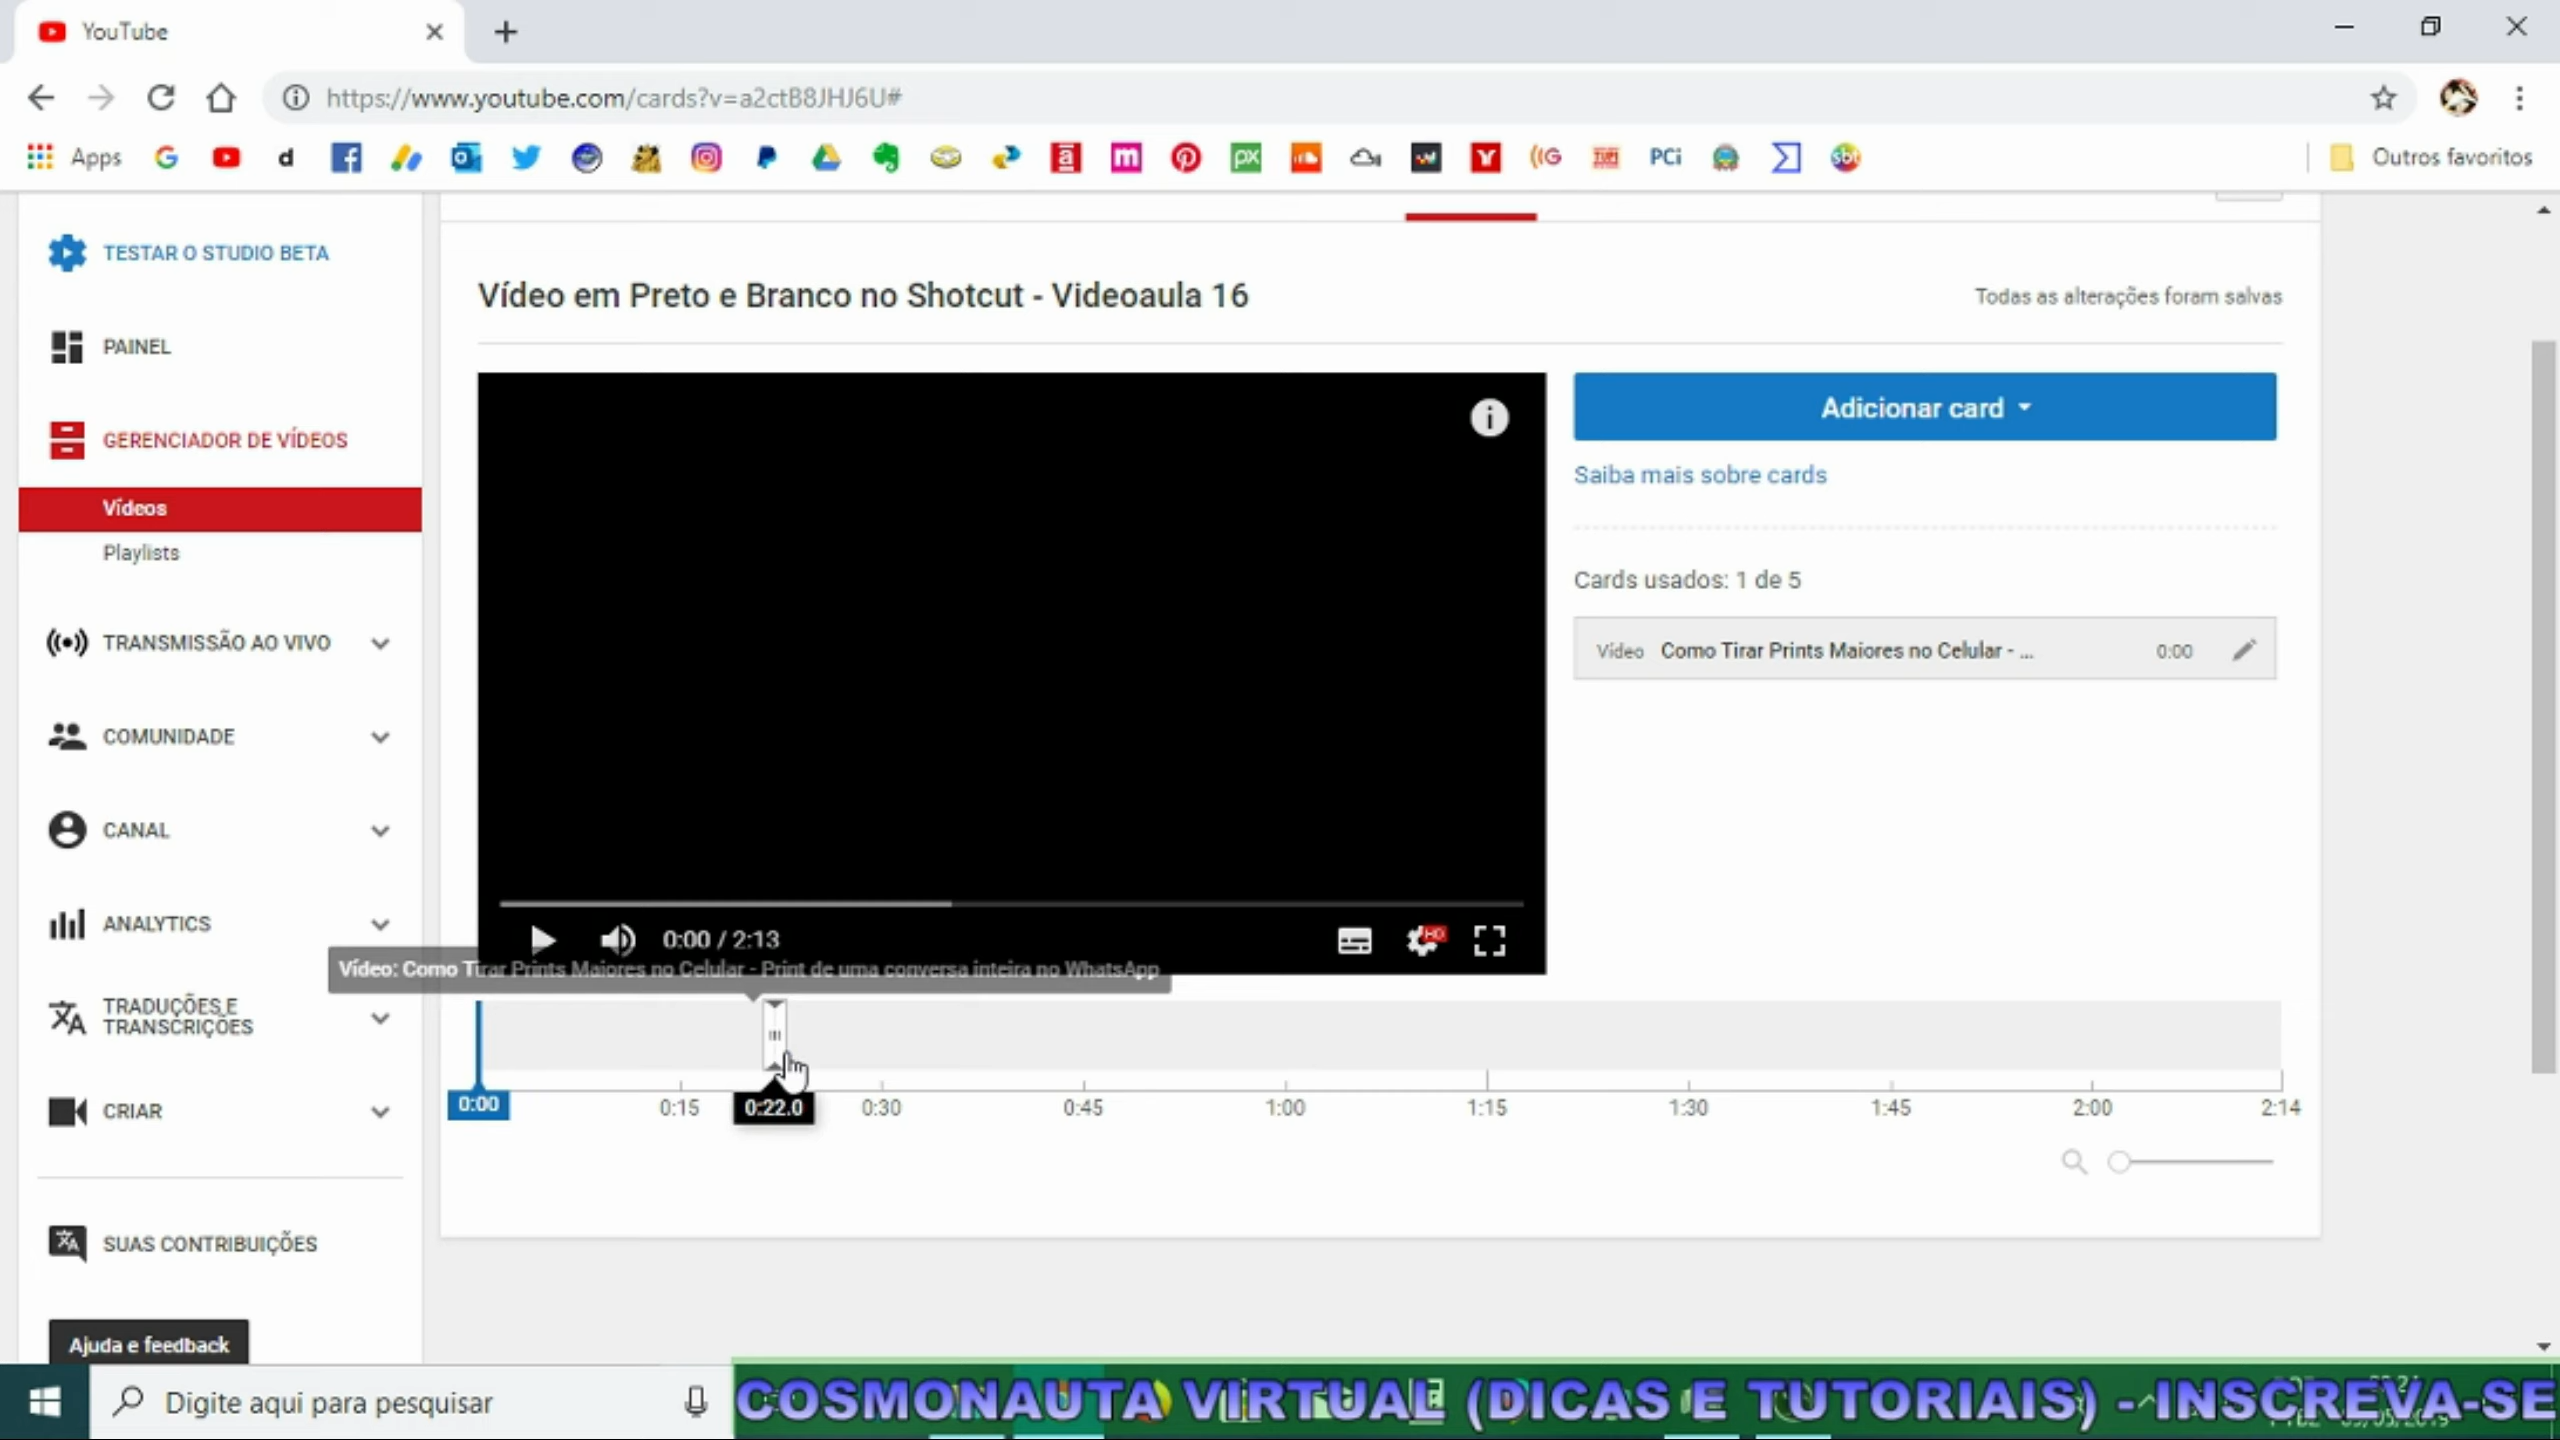 YouTube
https://www.youtube.com/cards?v=a2ctB8JHJ6U#
Apps
PCi
Outros favoritos
TESTAR O STUDIO BETA
PAINEL
GERENCIADOR DE VÍDEOS
Vídeos
Playlists
TRANSMISSÃO AO VIVO
COMUNIDADE
CANAL
ANALYTICS
TRADUÇÕES E
TRANSCRIÇÕES
CRIAR
SUAS CONTRIBUIÇÕES
Ajuda e feedback
Vídeo em Preto e Branco no Shotcut - Videoaula 16
Todas as alterações foram salvas
Adicionar card
Saiba mais sobre cards
Cards usados: 1 de 5
Vídeo Como Tirar Prints Maiores no Celular - ... 0:00
0:00 / 2:13
HD
Vídeo: Como Tirar Prints Maiores no Celular - Print de uma conversa inteira no WhatsApp
0:00 0:15 0:22.0 0:30 0:45 1:00 1:15 1:30 1:45 2:00 2:14
Digite aqui para pesquisar
COSMONAUTA VIRTUAL (DICAS E TUTORIAIS) - INSCREVA-SE